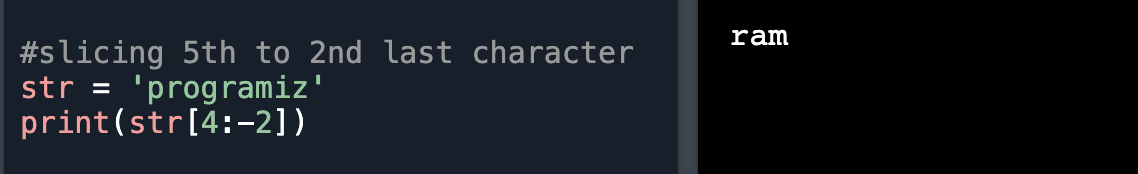 #slicing 5th to 2nd last character
str = 'programiz'
print(str[4:-2])
ram